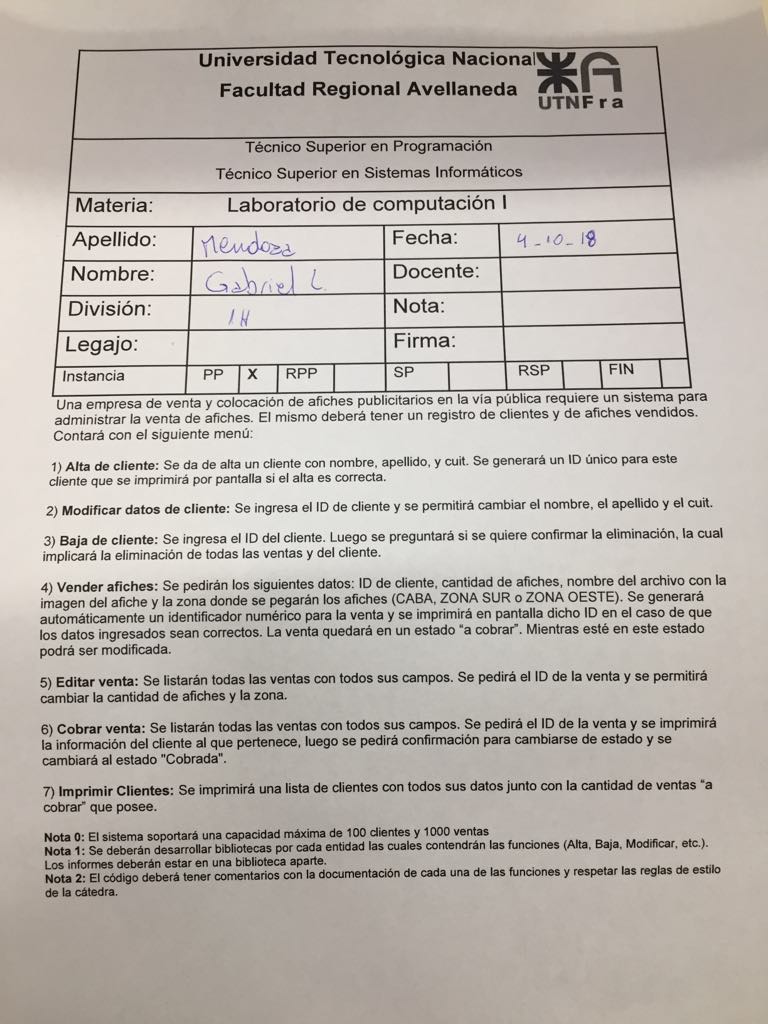 Universidad Tecnológica Nacional
Facultad Regional Avellaneda
UTNFra
Técnico Superior en Programación
Técnico Superior en Sistemas Informáticos
Materia: Laboratorio de computación I
Apellido: Mendoza Fecha: 4-10-18
Nombre: Gabriel L. Docente:
División: 1H Nota:
Legajo: Firma:
Instancia PP X RPP SP RSP FIN
Una empresa de venta y colocación de afiches publicitarios en la vía pública requiere un sistema para
administrar la venta de afiches. El mismo deberá tener un registro de clientes y de afiches vendidos.
Contará con el siguiente menú:
1) Alta de cliente: Se da de alta un cliente con nombre, apellido, y cuit. Se generará un ID único para este
cliente que se imprimirá por pantalla si el alta es correcta.
2) Modificar datos de cliente: Se ingresa el ID de cliente y se permitirá cambiar el nombre, el apellido y el cuit.
3) Baja de cliente: Se ingresa el ID del cliente. Luego se preguntará si se quiere confirmar la eliminación, la cual
implicará la eliminación de todas las ventas y del cliente.
4) Vender afiches: Se pedirán los siguientes datos: ID de cliente, cantidad de afiches, nombre del archivo con la
imagen del afiche y la zona donde se pegarán los afiches (CABA, ZONA SUR o ZONA OESTE). Se generará
automáticamente un identificador numérico para la venta y se imprimirá en pantalla dicho ID en el caso de que
los datos ingresados sean correctos. La venta quedará en un estado “a cobrar”. Mientras esté en este estado
podrá ser modificada.
5) Editar venta: Se listarán todas las ventas con todos sus campos. Se pedirá el ID de la venta y se permitirá
cambiar la cantidad de afiches y la zona.
6) Cobrar venta: Se listarán todas las ventas con todos sus campos. Se pedirá el ID de la venta y se imprimirá
la información del cliente al que pertenece, luego se pedirá confirmación para cambiarse de estado y se
cambiará al estado "Cobrada".
7) Imprimir Clientes: Se imprimirá una lista de clientes con todos sus datos junto con la cantidad de ventas “a
cobrar” que posee.
Nota 0: El sistema soportará una capacidad máxima de 100 clientes y 1000 ventas
Nota 1: Se deberán desarrollar bibliotecas por cada entidad las cuales contendrán las funciones (Alta, Baja, Modificar, etc.).
Los informes deberán estar en una biblioteca aparte.
Nota 2: El código deberá tener comentarios con la documentación de cada una de las funciones y respetar las reglas de estilo
de la cátedra.